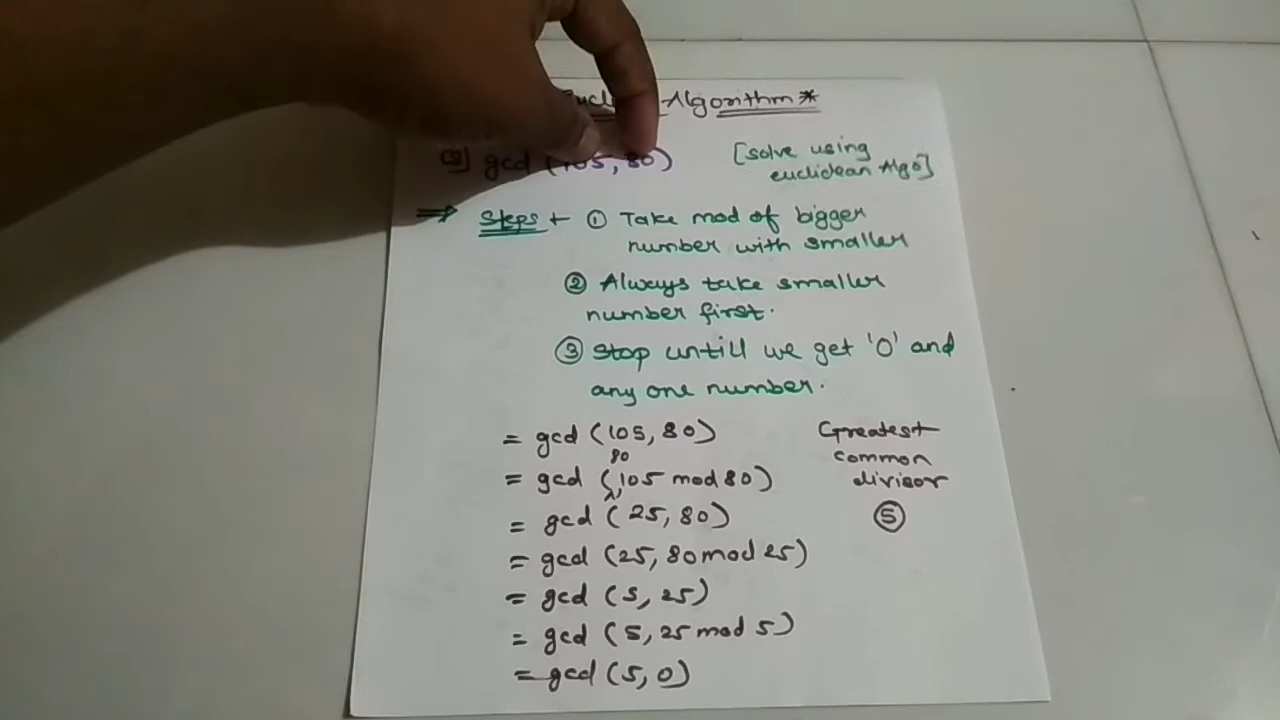 Algorithm*
Q] gcd (105, 80) [solve using
euclidean Algo]
⇒ Steps + ① Take mod of bigger
number with smaller
② Always take smaller
number first.
③ Stop untill we get '0' and
any one number.
= gcd (105, 80)
80
= gcd (, 105 mod 80)
= gcd (25, 80)
= gcd (25, 80 mod 25)
= gcd (5, 25)
= gcd (5, 25 mod 5)
= gcd (5, 0)
Greatest
common
divisor
⑤